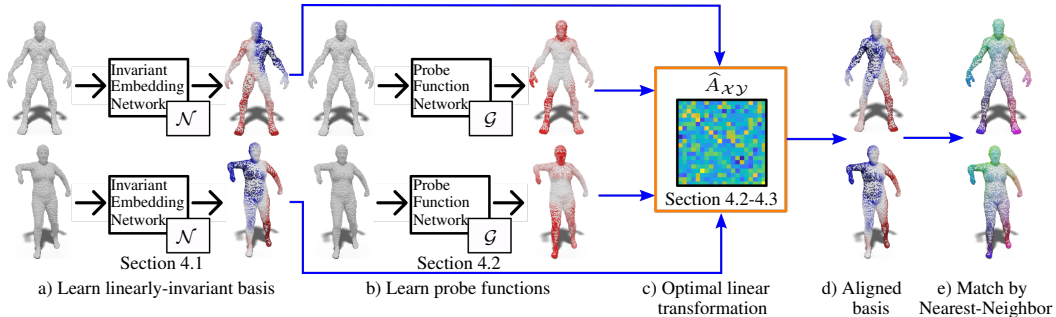 Invariant
Embedding
Network
𝒩
Probe
Function
Network
𝒢
Â𝒳𝒴
Invariant
Embedding
Network
𝒩
Probe
Function
Network
𝒢
Section 4.2-4.3
Section 4.1
Section 4.2
a) Learn linearly-invariant basis
b) Learn probe functions
c) Optimal linear
transformation
d) Aligned
basis
e) Match by
Nearest-Neighbor